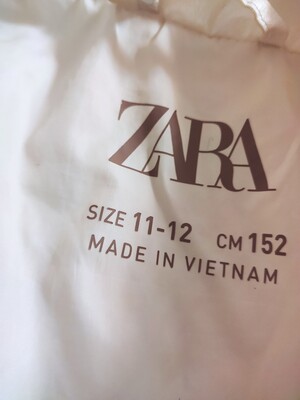 ZARA
SIZE 11-12 CM 152
MADE IN VIETNAM